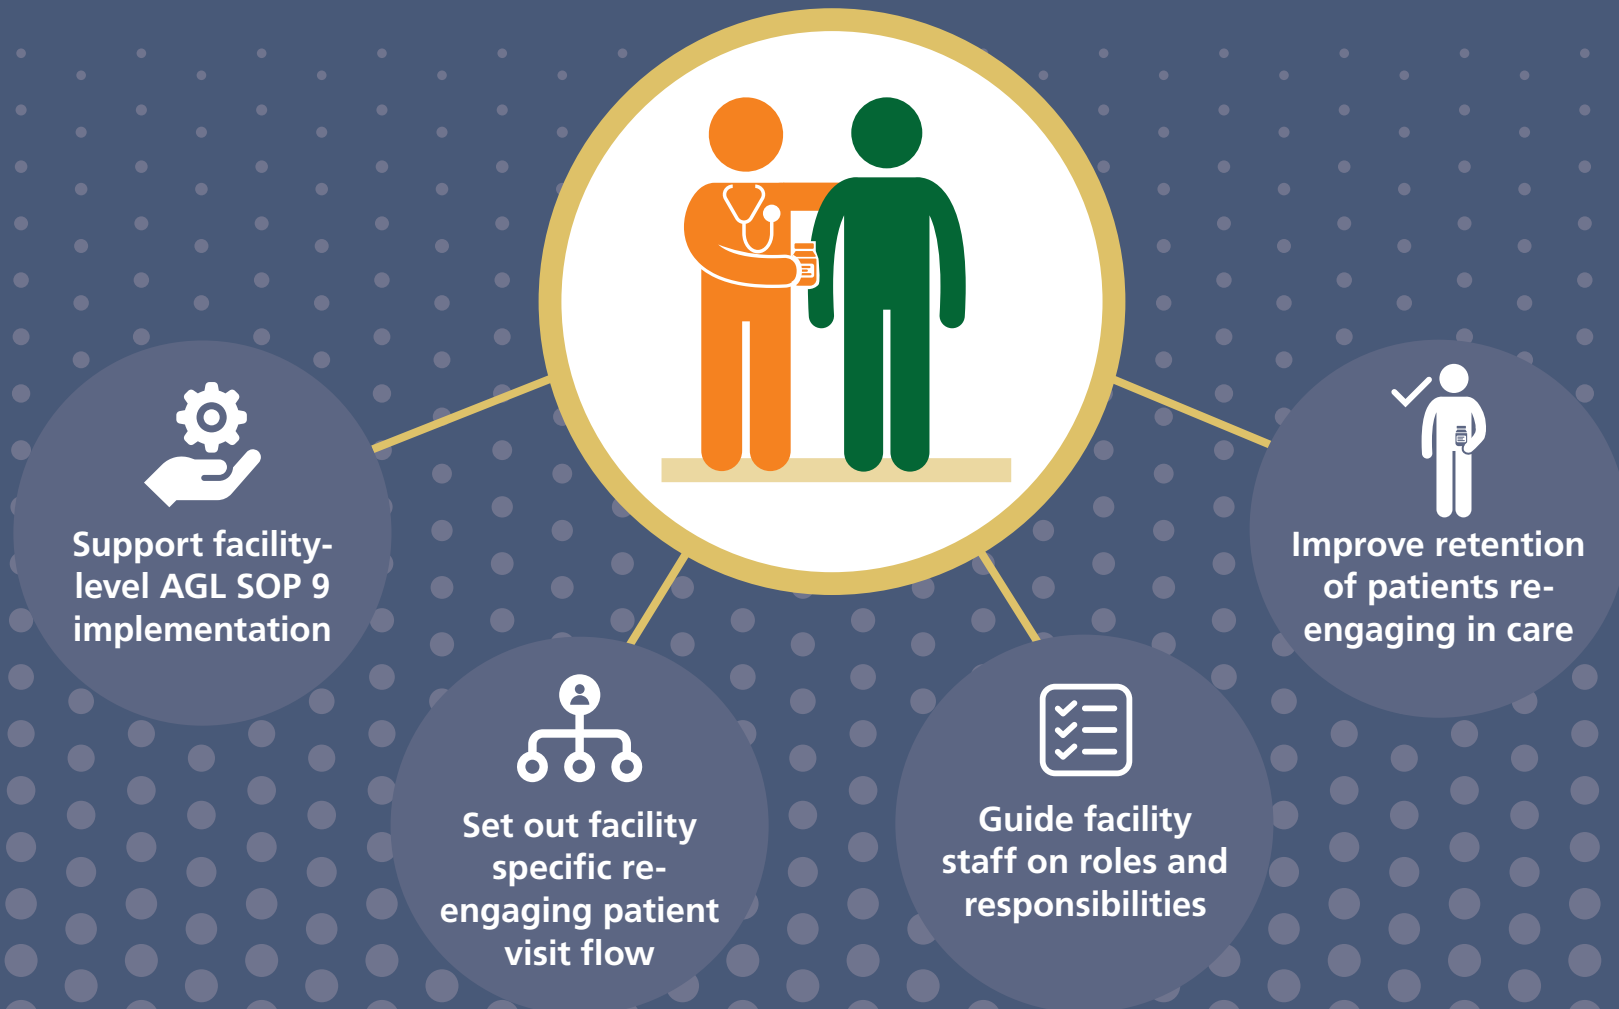 Support facility-
level AGL SOP 9
implementation
Set out facility
specific re-
engaging patient
visit flow
Guide facility
staff on roles and
responsibilities
Improve retention
of patients re-
engaging in care